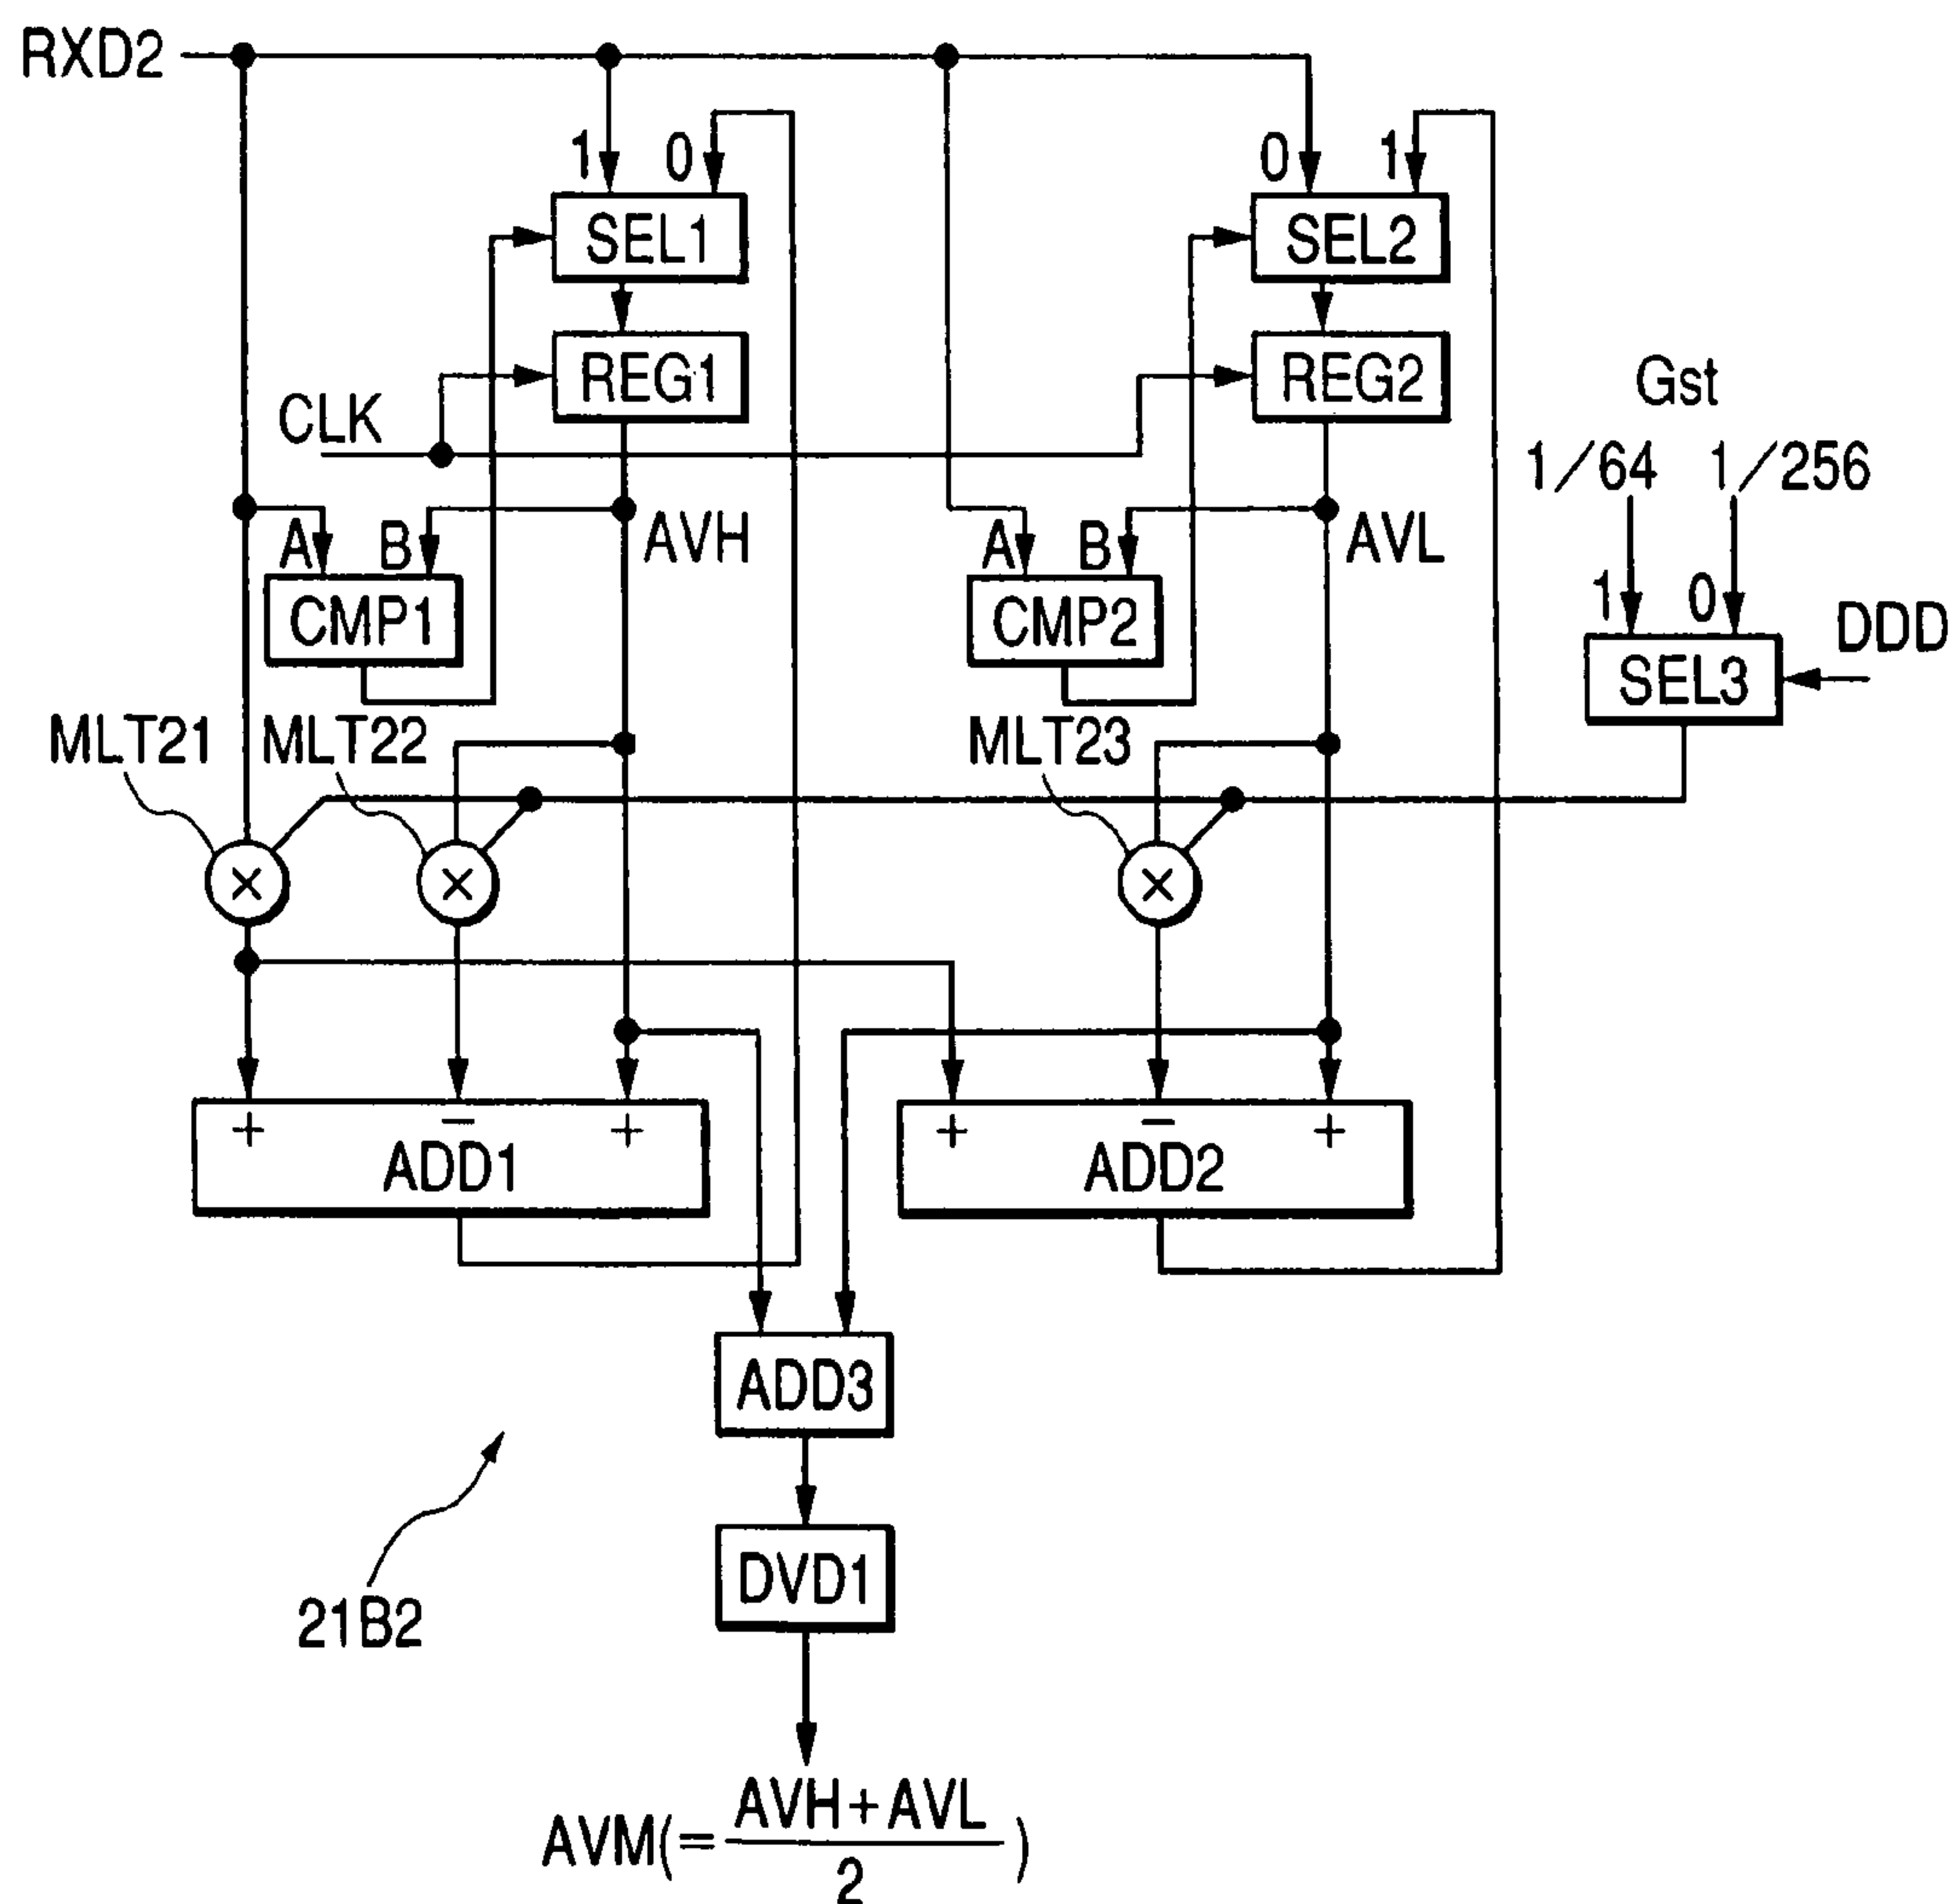 RXD2
1 0
0 1
SEL1
SEL2
REG1
REG2
Gst
CLK
1/64 1/256
A B
AVH
A B
AVL
1 0
CMP1
CMP2
DDD
SEL3
MLT21 MLT22
MLT23
× ×
×
+ − +
+ − +
ADD1
ADD2
ADD3
DVD1
21B2
AVM(= AVH+AVL / 2 )